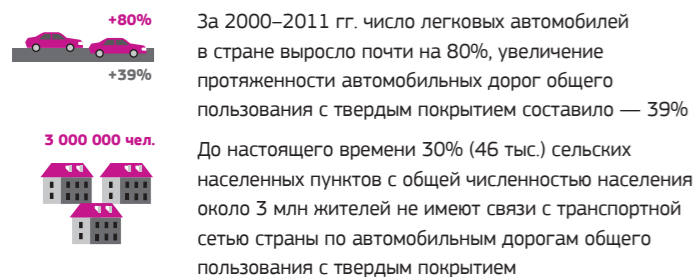 +80%
+39%
За 2000–2011 гг. число легковых автомобилей
в стране выросло почти на 80%, увеличение
протяженности автомобильных дорог общего
пользования с твердым покрытием составило — 39%
3 000 000 чел.
До настоящего времени 30% (46 тыс.) сельских
населенных пунктов с общей численностью населения
около 3 млн жителей не имеют связи с транспортной
сетью страны по автомобильным дорогам общего
пользования с твердым покрытием